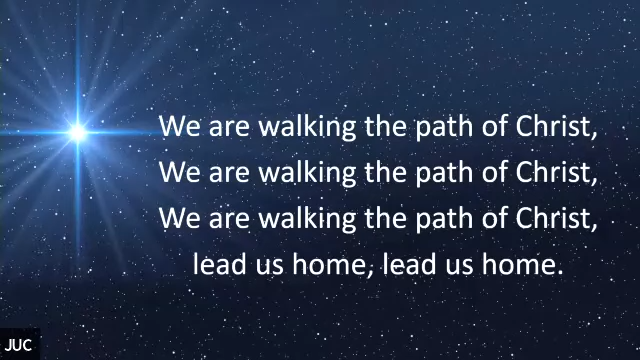 We are walking the path of Christ,
We are walking the path of Christ,
We are walking the path of Christ,
lead us home, lead us home.
JUC